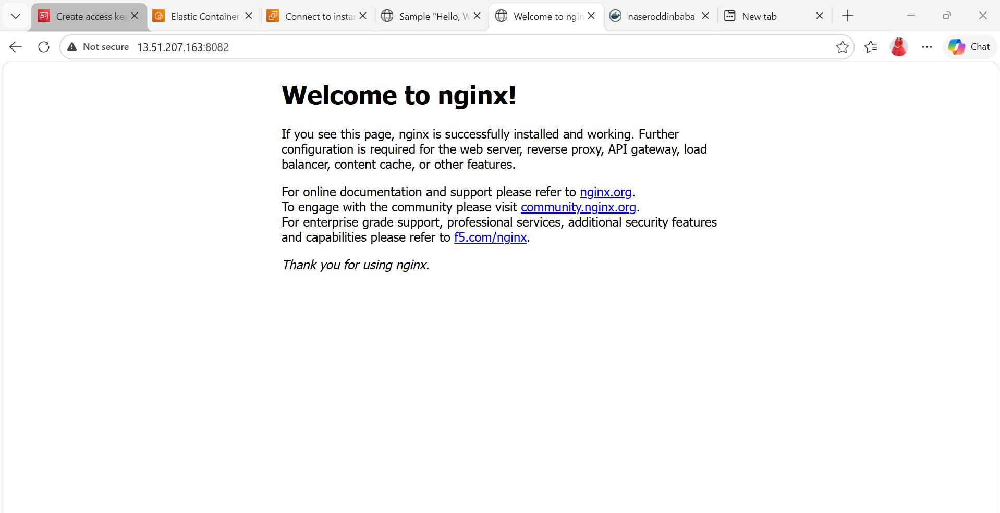 Create access key
Elastic Container
Connect to instar
Sample "Hello, W
Welcome to ngin
naseroddinbaba
New tab
Not secure
13.51.207.163:8082
Chat
Welcome to nginx!
If you see this page, nginx is successfully installed and working. Further
configuration is required for the web server, reverse proxy, API gateway, load
balancer, content cache, or other features.
For online documentation and support please refer to nginx.org.
To engage with the community please visit community.nginx.org.
For enterprise grade support, professional services, additional security features
and capabilities please refer to f5.com/nginx.
Thank you for using nginx.